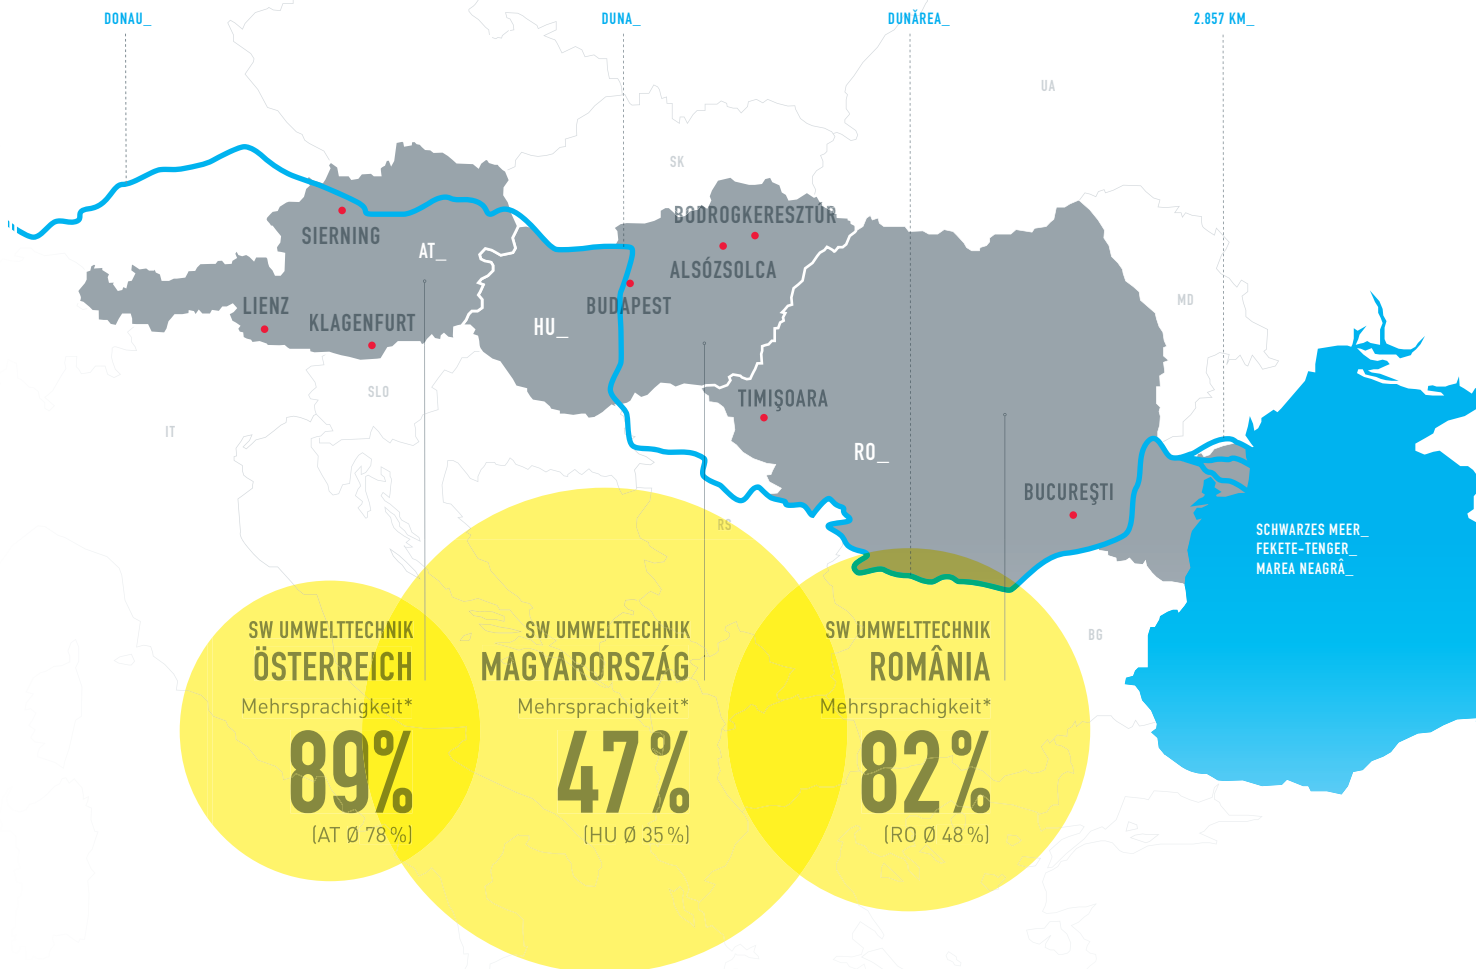 DONAU_
DUNA_
DUNĂREA_
2.857 KM_
UA
SK
BODROGKERESZTÚR
SIERNING
AT_
ALSÓZSOLCA
LIENZ
BUDAPEST
MD
KLAGENFURT
HU_
SLO
TIMIŞOARA
IT
RO_
BUCUREŞTI
RS
SCHWARZES MEER_
FEKETE-TENGER_
MAREA NEAGRĂ_
BG
SW UMWELTTECHNIK
ÖSTERREICH
Mehrsprachigkeit*
89%
(AT Ø 78 %)
SW UMWELTTECHNIK
MAGYARORSZÁG
Mehrsprachigkeit*
47%
(HU Ø 35 %)
SW UMWELTTECHNIK
ROMÂNIA
Mehrsprachigkeit*
82%
(RO Ø 48 %)